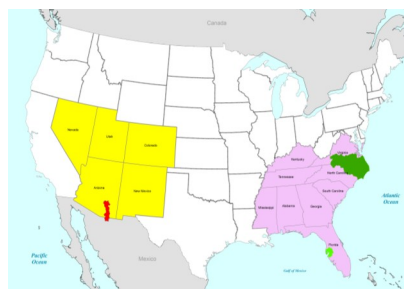 Canada
Nevada
Utah
Colorado
Arizona
New Mexico
Kentucky
Virginia
Tennessee
North Carolina
South Carolina
Mississippi
Alabama
Georgia
Florida
Atlantic
Ocean
Pacific
Ocean
Mexico
Gulf of Mexico